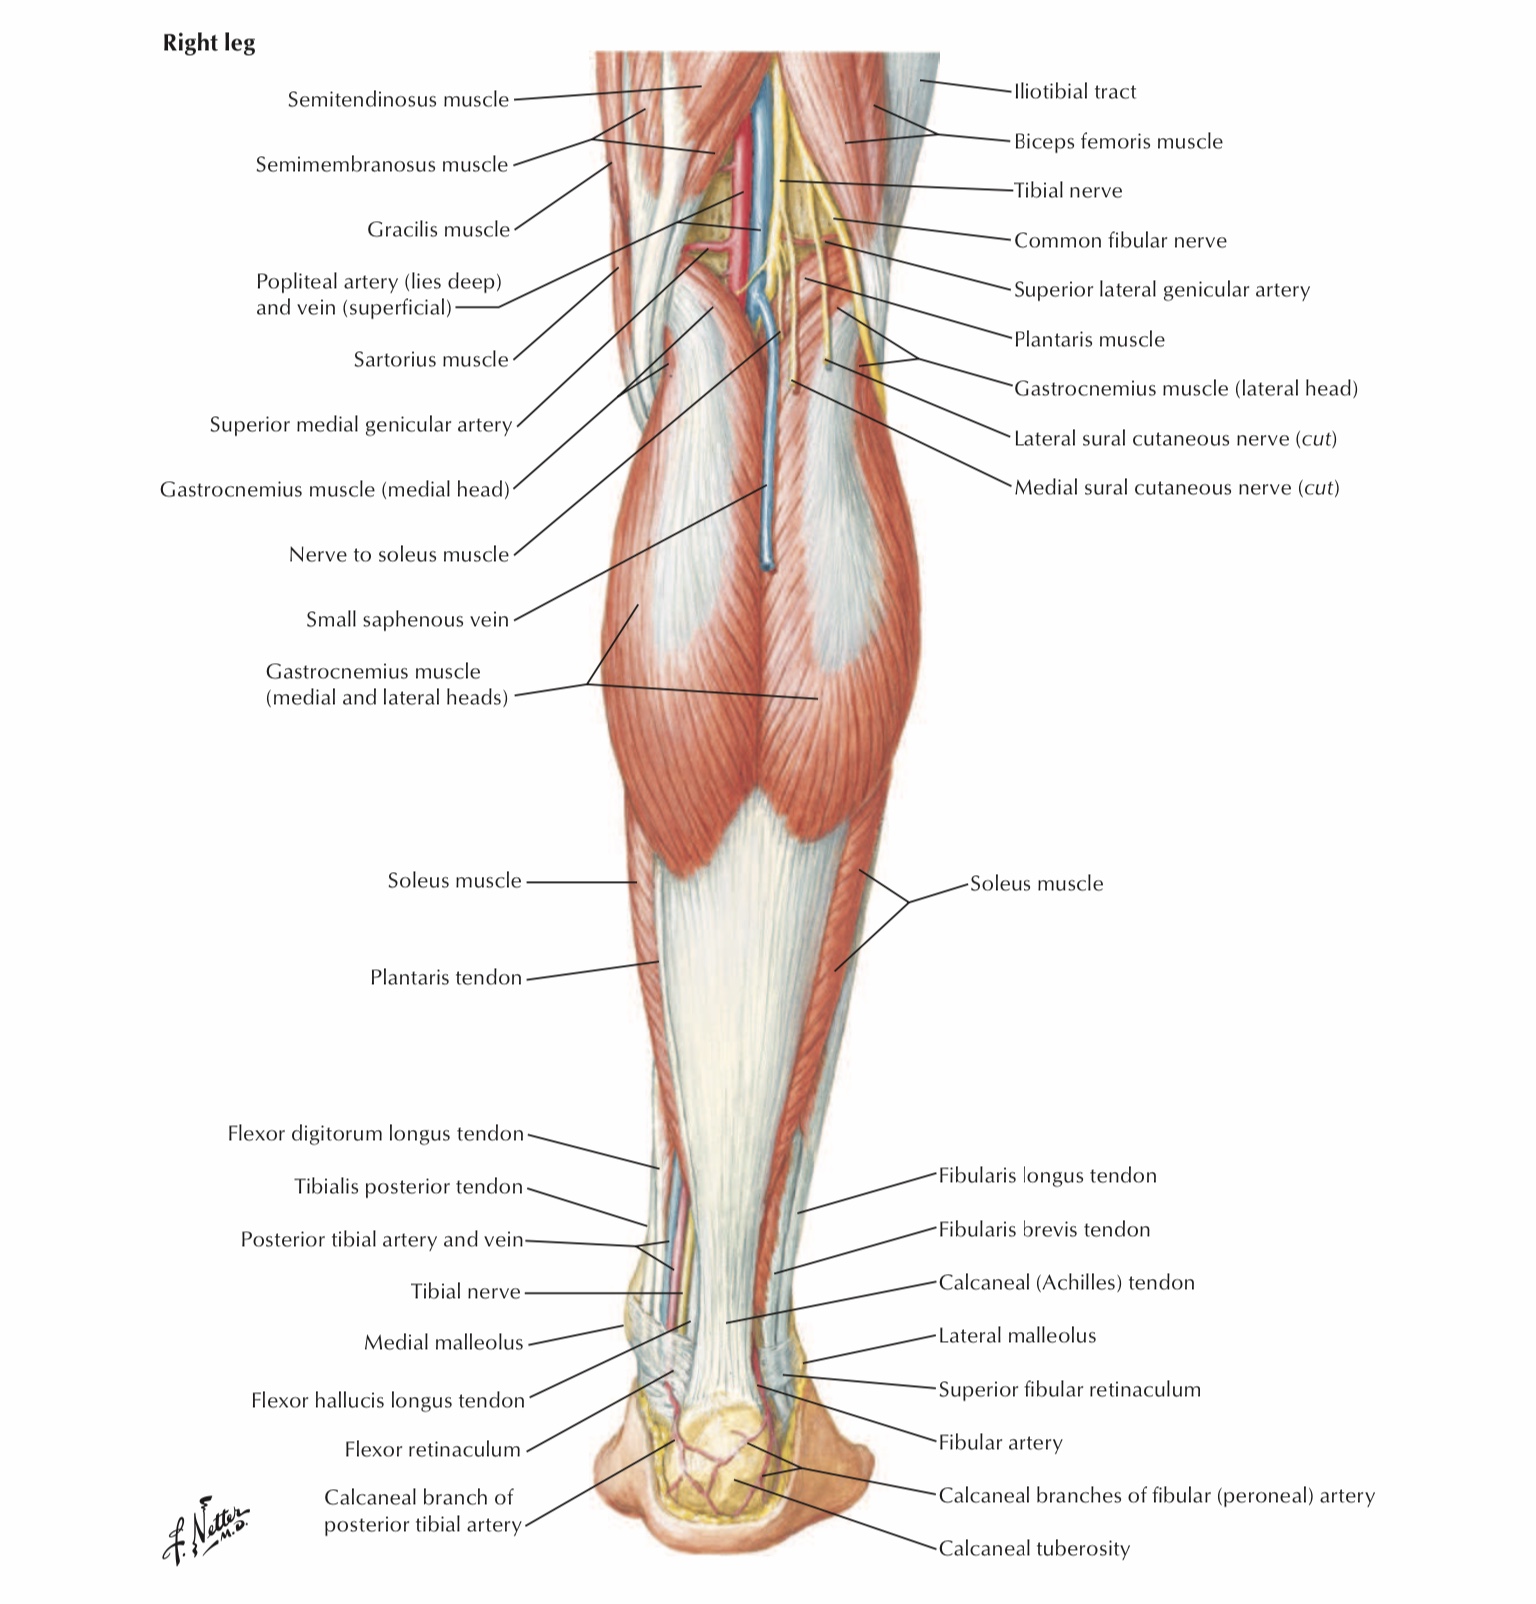 Right leg
Semitendinosus muscle
Semimembranosus muscle
Gracilis muscle
Popliteal artery (lies deep)
and vein (superficial)
Sartorius muscle
Superior medial genicular artery
Gastrocnemius muscle (medial head)
Nerve to soleus muscle
Small saphenous vein
Gastrocnemius muscle
(medial and lateral heads)
Soleus muscle
Plantaris tendon
Flexor digitorum longus tendon
Tibialis posterior tendon
Posterior tibial artery and vein
Tibial nerve
Medial malleolus
Flexor hallucis longus tendon
Flexor retinaculum
Calcaneal branch of
posterior tibial artery
Iliotibial tract
Biceps femoris muscle
Tibial nerve
Common fibular nerve
Superior lateral genicular artery
Plantaris muscle
Gastrocnemius muscle (lateral head)
Lateral sural cutaneous nerve (cut)
Medial sural cutaneous nerve (cut)
Soleus muscle
Fibularis longus tendon
Fibularis brevis tendon
Calcaneal (Achilles) tendon
Lateral malleolus
Superior fibular retinaculum
Fibular artery
Calcaneal branches of fibular (peroneal) artery
Calcaneal tuberosity
F. Netter
M.D.